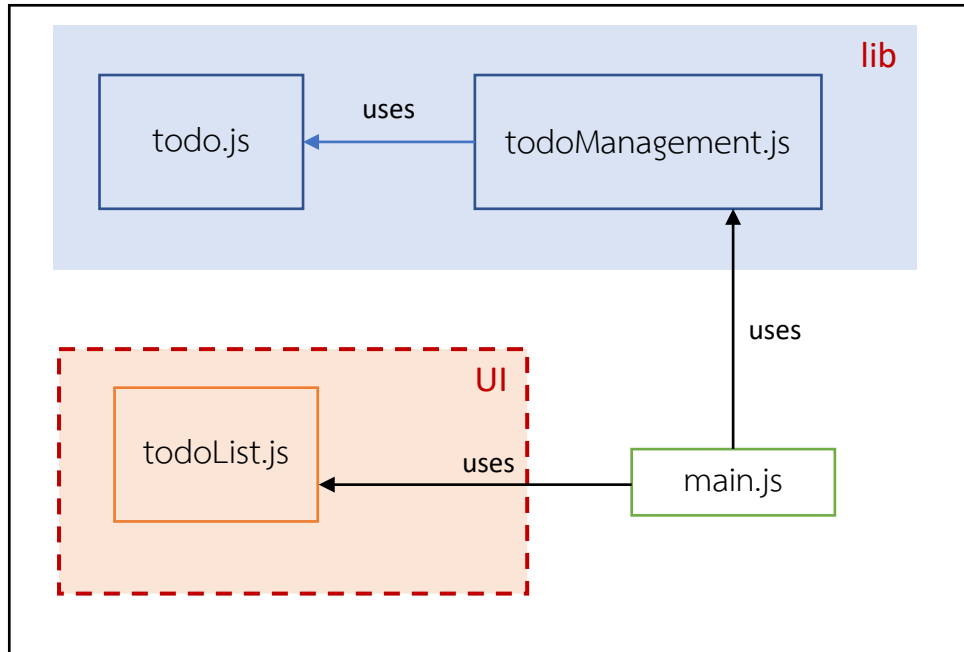 lib
todo.js
uses
todoManagement.js
uses
UI
todoList.js
uses
main.js